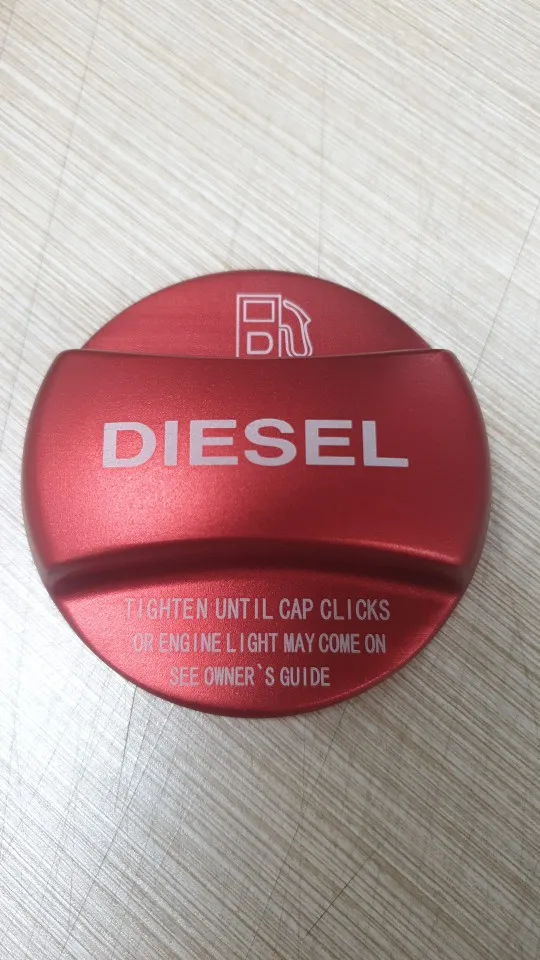 D
DIESEL
TIGHTEN UNTIL CAP CLICKS
OR ENGINE LIGHT MAY COME ON
SEE OWNER`S GUIDE